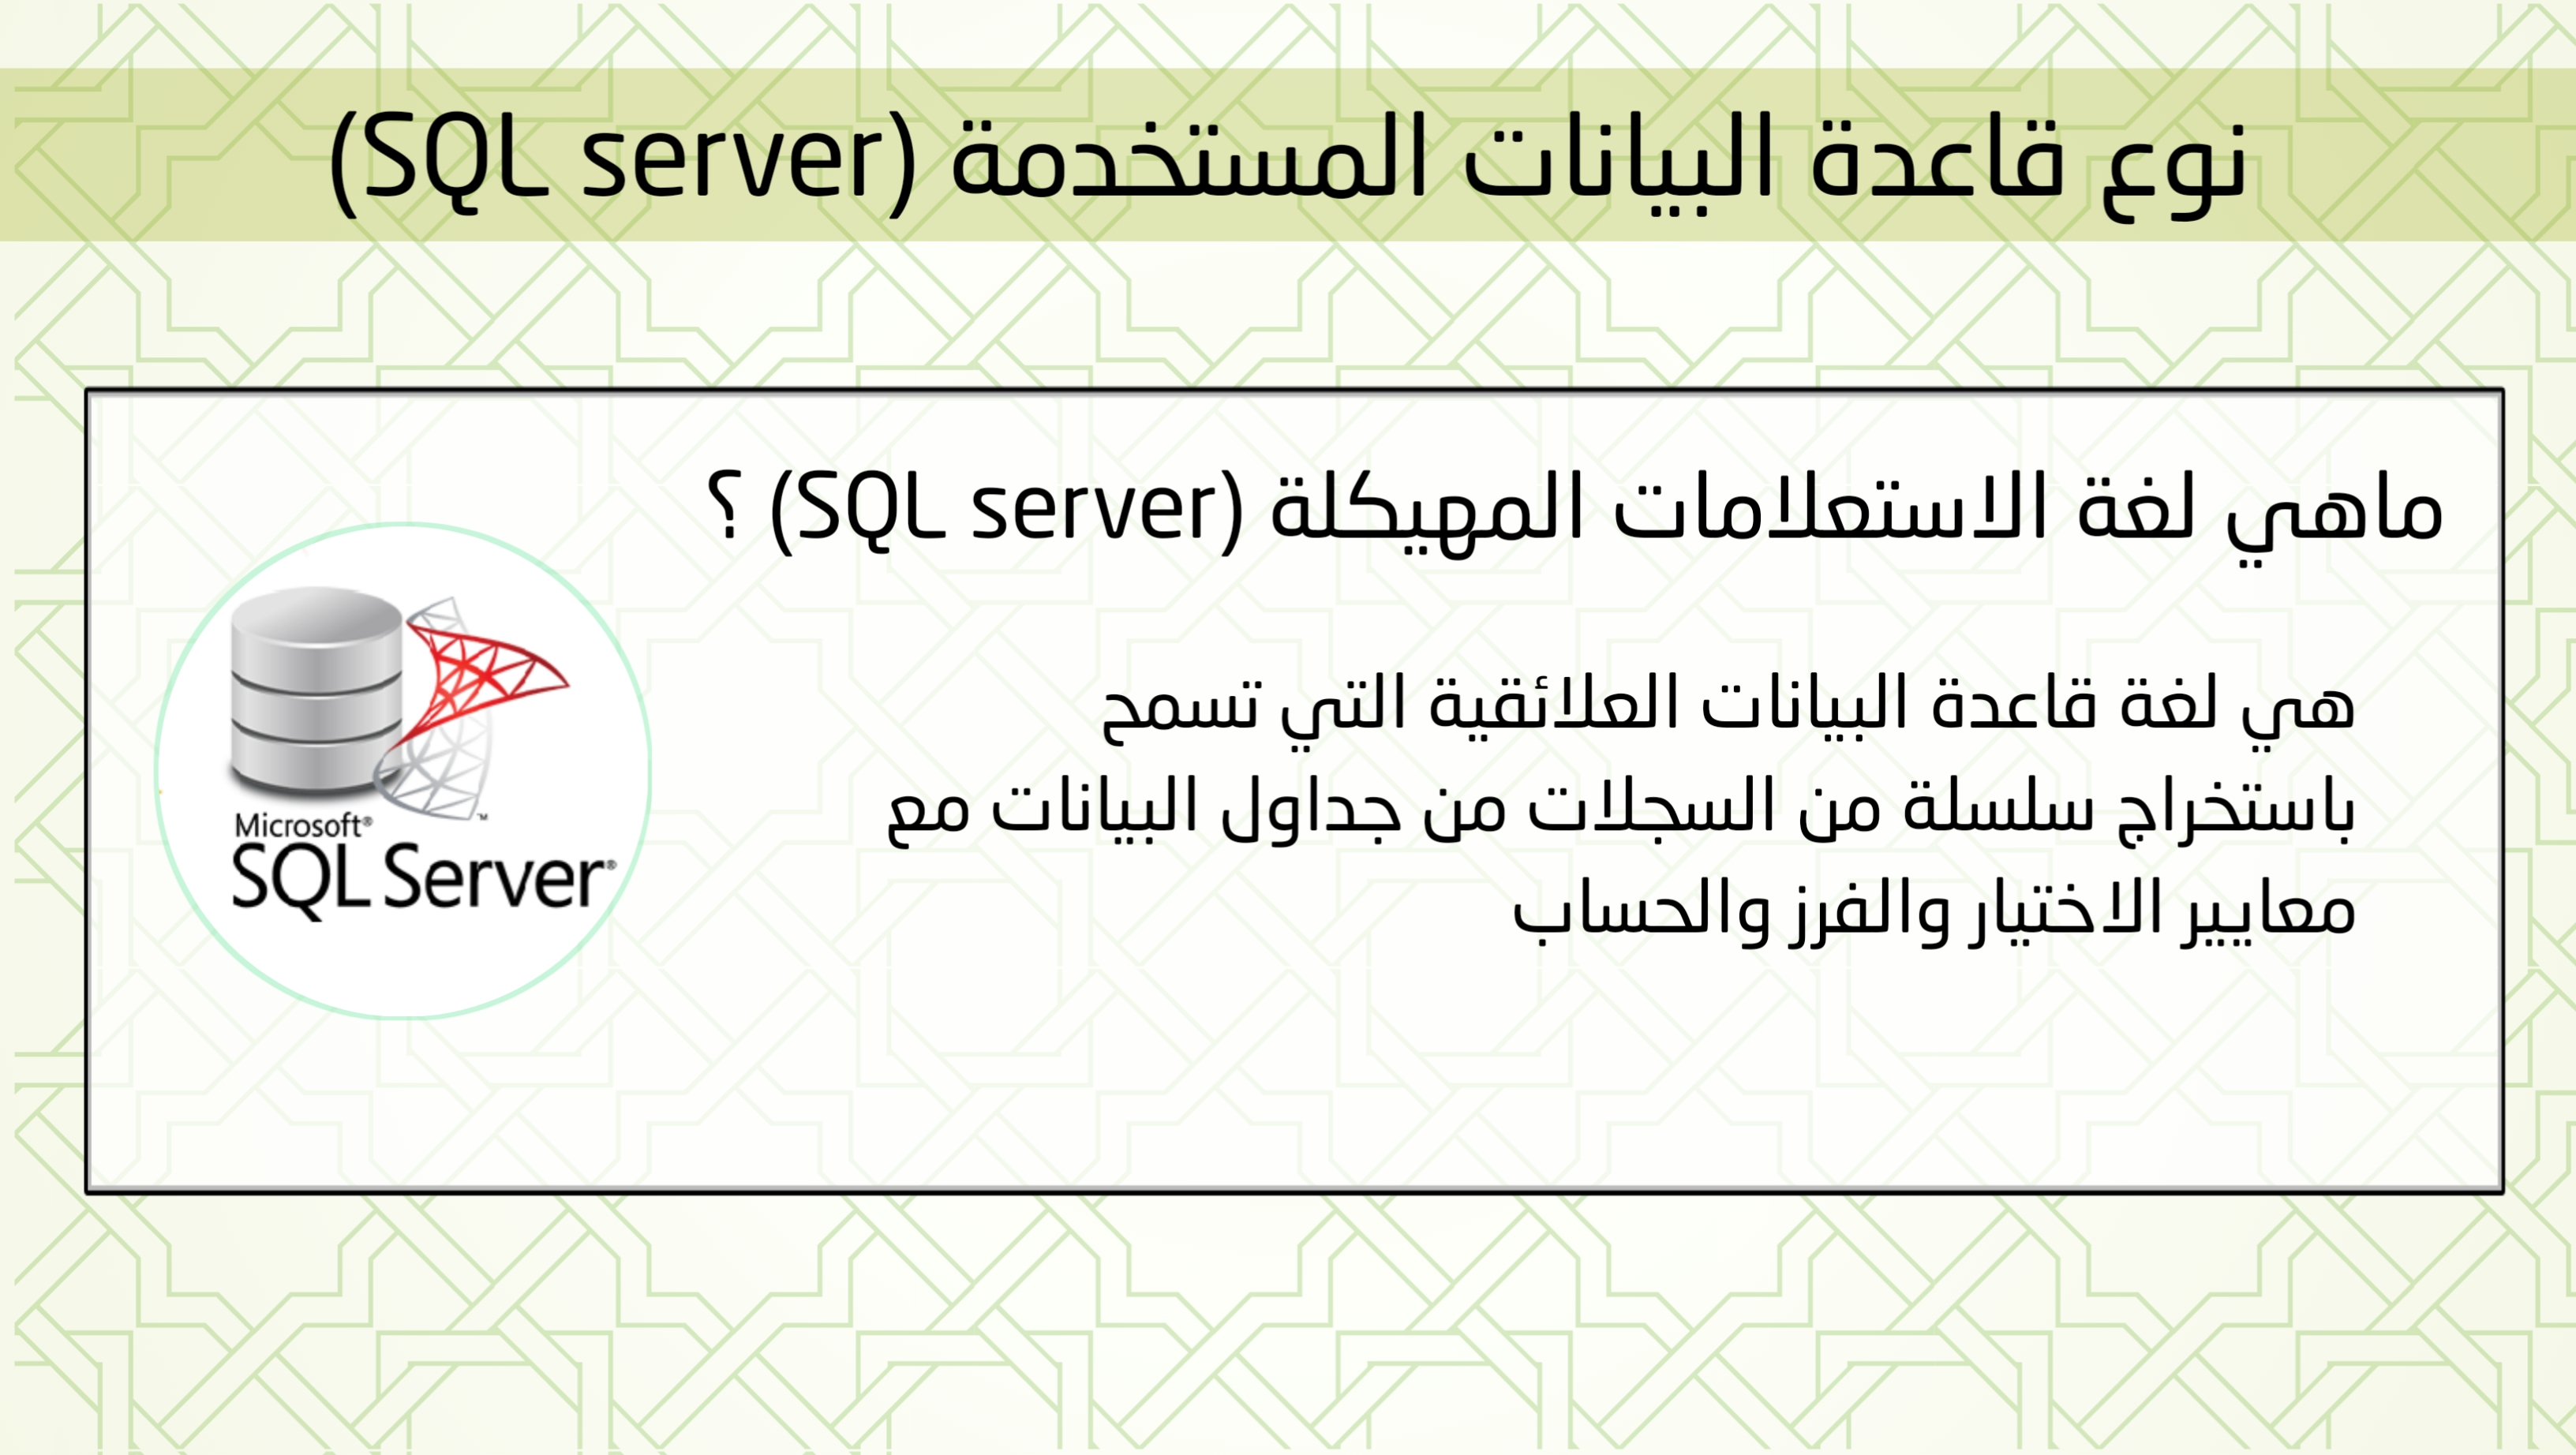 نوع قاعدة البيانات المستخدمة (SQL server)
ماهي لغة الاستعلامات المهيكلة (SQL server) ؟
هي لغة قاعدة البيانات العلائقية التي تسمح
باستخراج سلسلة من السجلات من جداول البيانات مع
معايير الاختيار والفرز والحساب
™
Microsoft®
SQL Server®